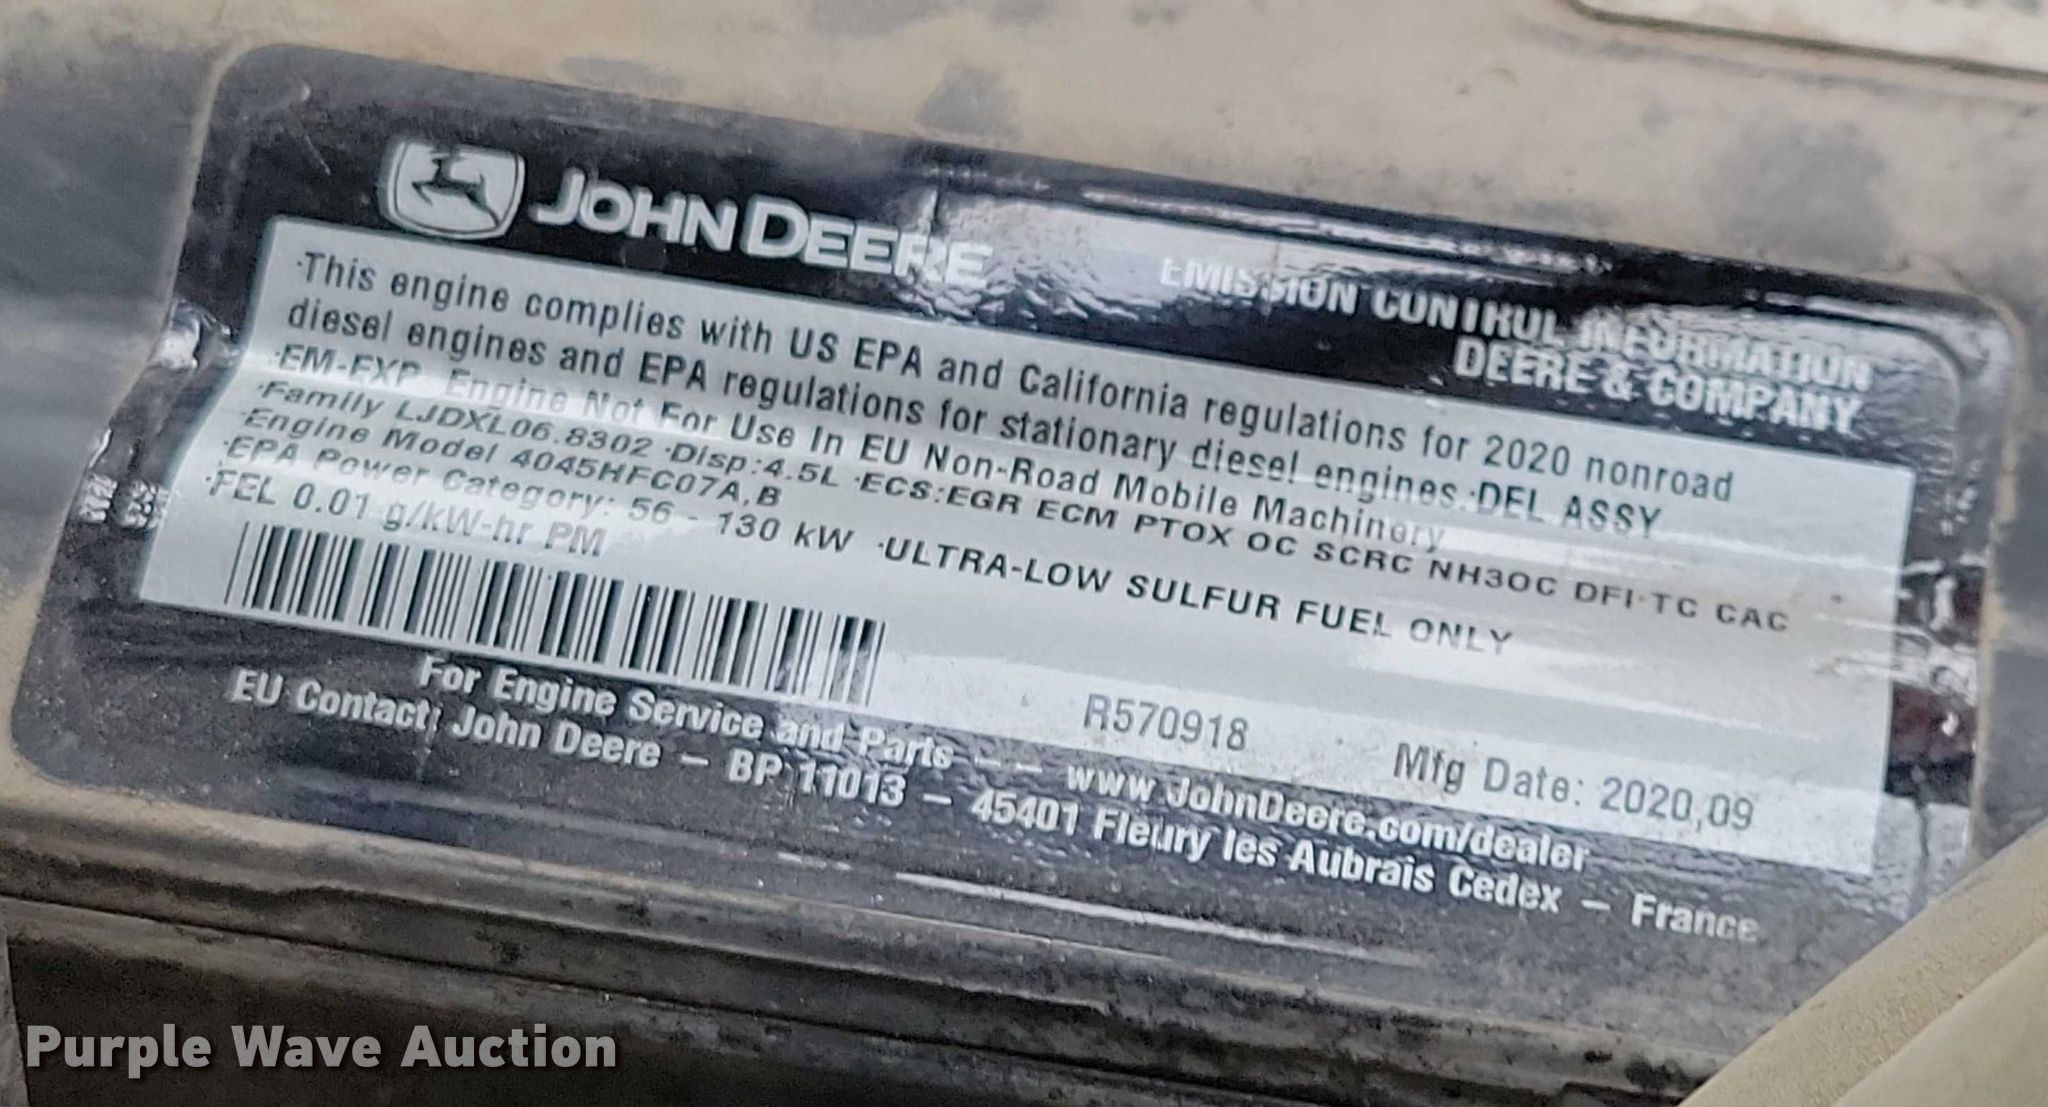 JOHN DEERE
EMISSION CONTROL INFORMATION
DEERE & COMPANY
·This engine complies with US EPA and California regulations for 2020 nonroad
diesel engines and EPA regulations for stationary diesel engines.·DEL ASSY
·EM-EXP Engine Not For Use In EU Non-Road Mobile Machinery
·Family LJDXL06.8302 ·Disp:4.5L ·ECS:EGR ECM PTOX OC SCRC NH3OC DFI·TC CAC
·Engine Model 4045HFC07A,B
·EPA Power Category: 56 - 130 kW ·ULTRA-LOW SULFUR FUEL ONLY
·FEL 0.01 g/kW-hr PM
R570918
Mfg Date: 2020,09
For Engine Service and Parts -- www.JohnDeere.com/dealer
EU Contact: John Deere – BP 11013 – 45401 Fleury les Aubrais Cedex – France
Purple Wave Auction